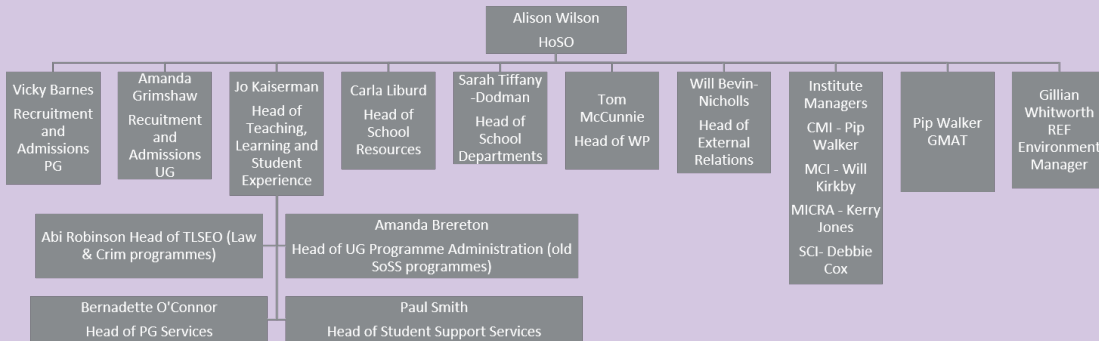 Alison Wilson
HoSO
Vicky Barnes
Recruitment
and
Admissions
PG
Amanda
Grimshaw
Recuitment
and
Admissions
UG
Jo Kaiserman
Head of
Teaching,
Learning and
Student
Experience
Carla Liburd
Head of
School
Resources
Sarah Tiffany
-Dodman
Head of
School
Departments
Tom
McCunnie
Head of WP
Will Bevin-
Nicholls
Head of
External
Relations
Institute
Managers
CMI - Pip
Walker
MCI - Will
Kirkby
MICRA - Kerry
Jones
SCI- Debbie
Cox
Pip Walker
GMAT
Gillian
Whitworth
REF
Environment
Manager
Abi Robinson Head of TLSEO (Law
& Crim programmes)
Amanda Brereton
Head of UG Programme Administration (old
SoSS programmes)
Bernadette O'Connor
Head of PG Services
Paul Smith
Head of Student Support Services